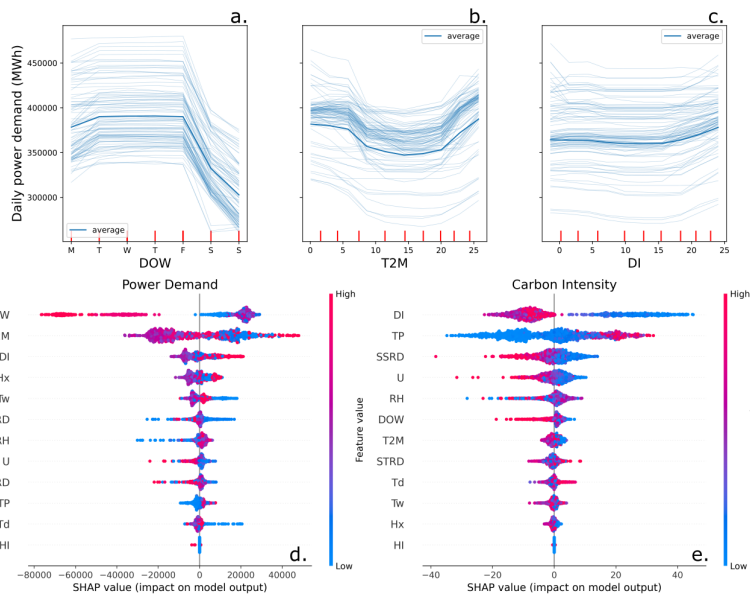 a.
b.
c.
average
average
average
Daily power demand (MWh)
450000
400000
350000
300000
M T W T F S S
0 5 10 15 20 25
0 5 10 15 20 25
DOW
T2M
DI
Power Demand
Carbon Intensity
High
High
W
M
DI
Hx
Tw
RD
RH
U
RD
TP
Td
HI
Feature value
DI
TP
SSRD
U
RH
DOW
T2M
STRD
Td
Tw
Hx
HI
d.
e.
Low
Low
−80000 −60000 −40000 −20000 0 20000 40000
−40 −20 0 20 40
SHAP value (impact on model output)
SHAP value (impact on model output)